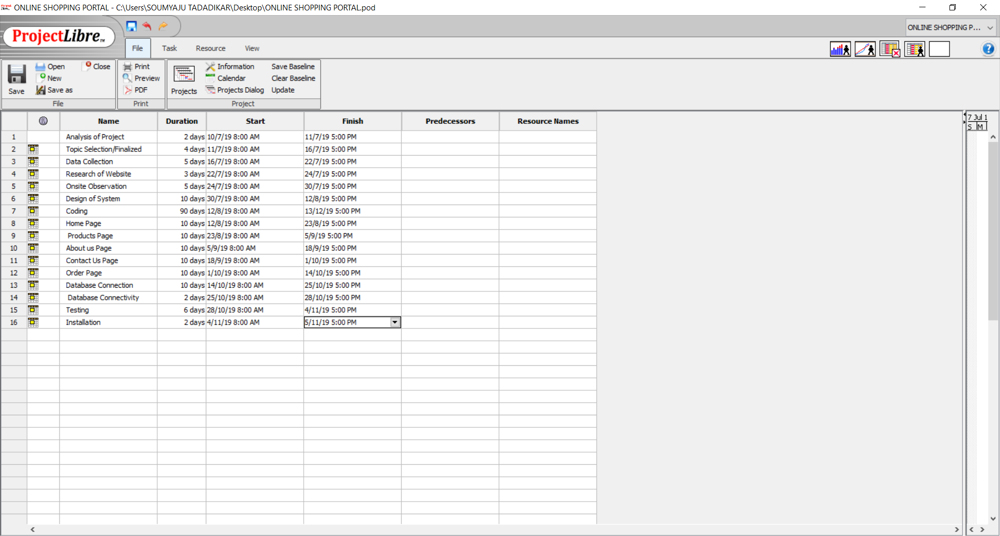 ONLINE SHOPPING PORTAL - C:\Users\SOUMYAJU TADADIKAR\Desktop\ONLINE SHOPPING PORTAL.pod
ProjectLibre™
ONLINE SHOPPING P...
File Task Resource View
Save
Open
New
Save as
Close
File
Print
Preview
PDF
Print
Projects
Information
Calendar
Projects Dialog
Save Baseline
Clear Baseline
Update
Project
Name Duration Start Finish Predecessors Resource Names
7 Jul 1
S M
1 Analysis of Project 2 days 10/7/19 8:00 AM 11/7/19 5:00 PM
2 Topic Selection/Finalized 4 days 11/7/19 8:00 AM 16/7/19 5:00 PM
3 Data Collection 5 days 16/7/19 8:00 AM 22/7/19 5:00 PM
4 Research of Website 3 days 22/7/19 8:00 AM 24/7/19 5:00 PM
5 Onsite Observation 5 days 24/7/19 8:00 AM 30/7/19 5:00 PM
6 Design of System 10 days 30/7/19 8:00 AM 12/8/19 5:00 PM
7 Coding 90 days 12/8/19 8:00 AM 13/12/19 5:00 PM
8 Home Page 10 days 12/8/19 8:00 AM 23/8/19 5:00 PM
9 Products Page 10 days 23/8/19 8:00 AM 5/9/19 5:00 PM
10 About us Page 10 days 5/9/19 8:00 AM 18/9/19 5:00 PM
11 Contact Us Page 10 days 18/9/19 8:00 AM 1/10/19 5:00 PM
12 Order Page 10 days 1/10/19 8:00 AM 14/10/19 5:00 PM
13 Database Connection 10 days 14/10/19 8:00 AM 25/10/19 5:00 PM
14 Database Connectivity 2 days 25/10/19 8:00 AM 28/10/19 5:00 PM
15 Testing 6 days 28/10/19 8:00 AM 4/11/19 5:00 PM
16 Installation 2 days 4/11/19 8:00 AM 5/11/19 5:00 PM